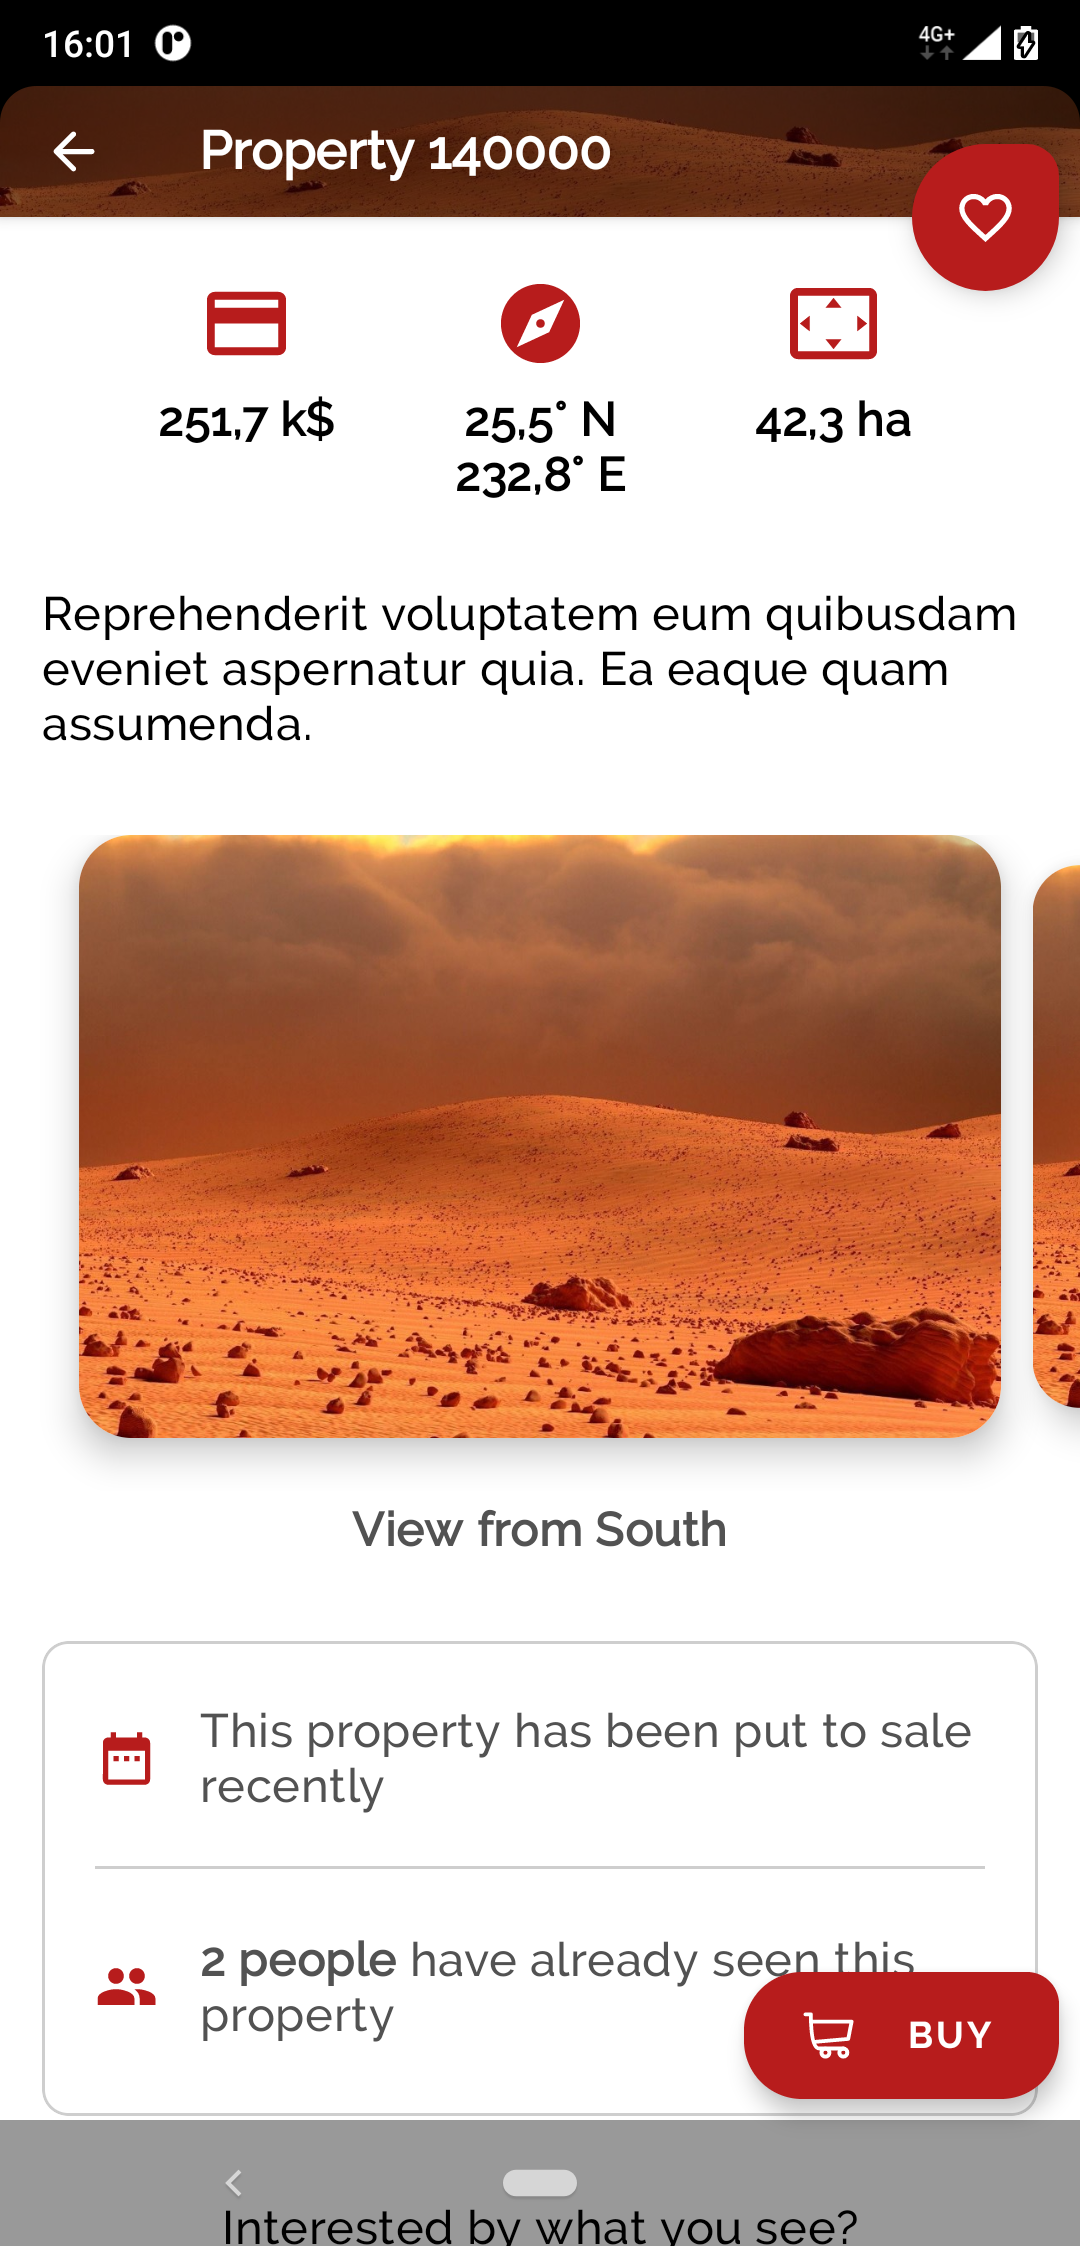 16:01
4G+
Property 140000
251,7 k$
25,5° N
232,8° E
42,3 ha
Reprehenderit voluptatem eum quibusdam
eveniet aspernatur quia. Ea eaque quam
assumenda.
View from South
This property has been put to sale
recently
2 people have already seen this
property
BUY
Interested by what you see?